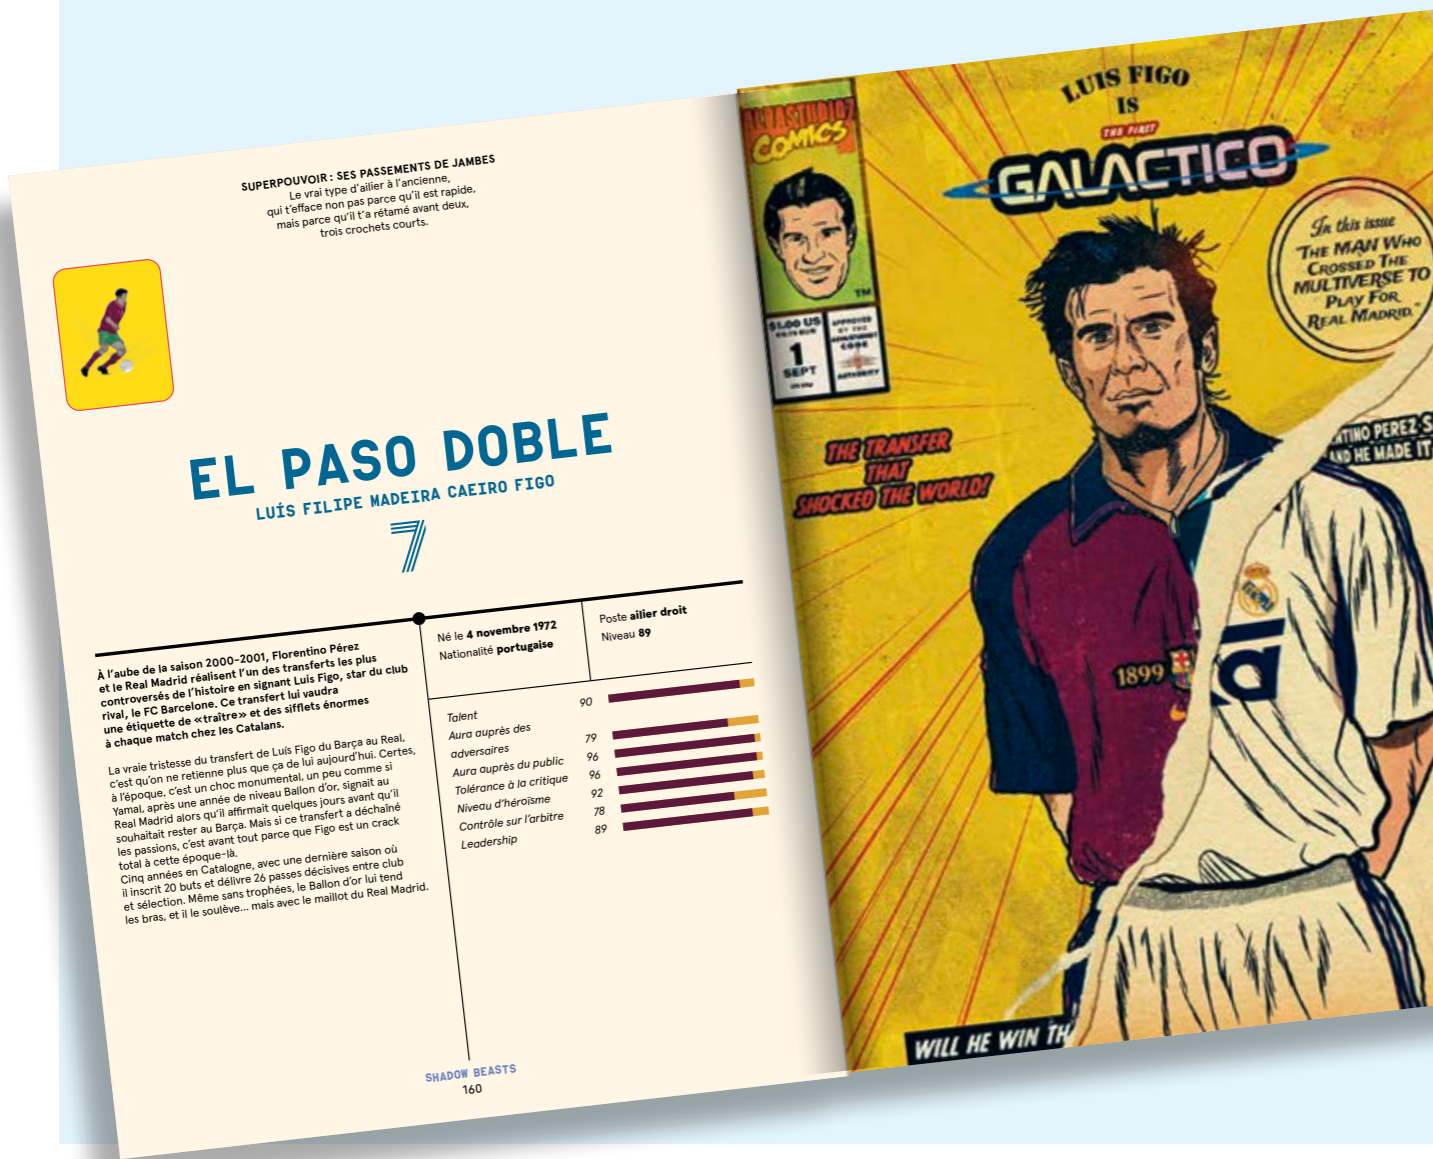 SUPERPOUVOIR : SES PASSEMENTS DE JAMBES
Le vrai type d'ailier à l'ancienne,
qui t'efface non pas parce qu'il est rapide,
mais parce qu'il t'a rétamé avant deux,
trois crochets courts.
EL PASO DOBLE
LUÍS FILIPE MADEIRA CAEIRO FIGO
7
À l'aube de la saison 2000-2001, Florentino Pérez
et le Real Madrid réalisent l'un des transferts les plus
controversés de l'histoire en signant Luís Figo, star du club
rival, le FC Barcelone. Ce transfert lui vaudra
une étiquette de «traître» et des sifflets énormes
à chaque match chez les Catalans.
La vraie tristesse du transfert de Luís Figo du Barça au Real,
c'est qu'on ne retienne plus que ça de lui aujourd'hui. Certes,
à l'époque, c'est un choc monumental, un peu comme si
Yamal, après une année de niveau Ballon d'or, signait au
Real Madrid alors qu'il affirmait quelques jours avant qu'il
souhaitait rester au Barça. Mais si ce transfert a déchaîné
les passions, c'est avant tout parce que Figo est un crack
total à cette époque-là.
Cinq années en Catalogne, avec une dernière saison où
il inscrit 20 buts et délivre 26 passes décisives entre club
et sélection. Même sans trophées, le Ballon d'or lui tend
les bras, et il le soulève... mais avec le maillot du Real Madrid.
Né le 4 novembre 1972
Nationalité portugaise
Poste ailier droit
Niveau 89
Talent 90
Aura auprès des
adversaires 79
Aura auprès du public 96
Tolérance à la critique 96
Niveau d'héroïsme 92
Contrôle sur l'arbitre 78
Leadership 89
SHADOW BEASTS
160
COMICS
TM
$1.00 US
1
SEPT
APPROVED
BY THE
CODE
AUTHORITY
LUIS FIGO
IS
THE FIRST
GALACTICO
In this issue
"THE MAN WHO
CROSSED THE
MULTIVERSE TO
PLAY FOR
REAL MADRID."
THE TRANSFER
THAT
SHOCKED THE WORLD!
PEREZ
AND HE MADE IT
1899
WILL HE WIN TH